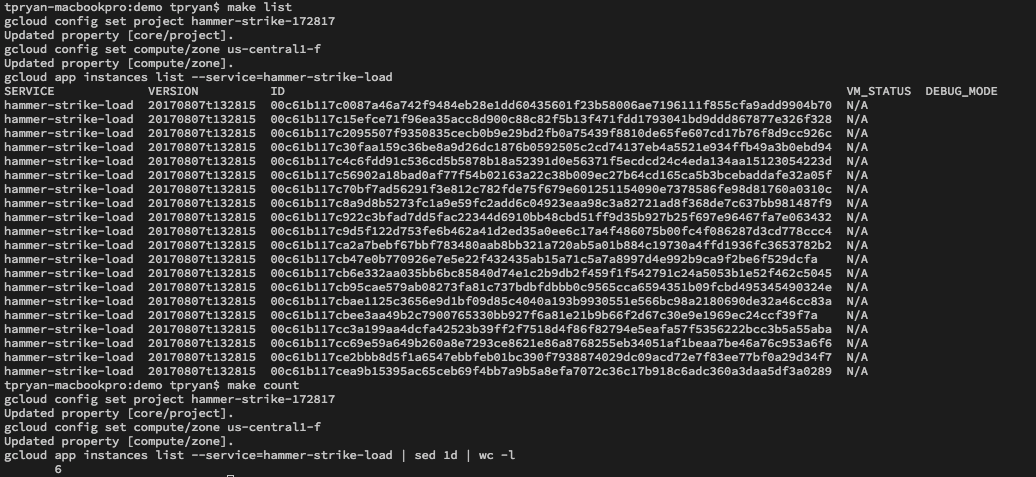 tpryan-macbookpro:demo tpryan$ make list
gcloud config set project hammer-strike-172817
Updated property [core/project].
gcloud config set compute/zone us-central1-f
Updated property [compute/zone].
gcloud app instances list --service=hammer-strike-load
SERVICE VERSION ID VM_STATUS DEBUG_MODE
hammer-strike-load 20170807t132815 00c61b117c0087a46a742f9484eb28e1dd60435601f23b58006ae7196111f855cfa9add9904b70 N/A
hammer-strike-load 20170807t132815 00c61b117c15efce71f96ea35acc8d900c88c82f5b13f471fdd1793041bd9ddd867877e326f328 N/A
hammer-strike-load 20170807t132815 00c61b117c2095507f9350835cecb0b9e29bd2fb0a75439f8810de65fe607cd17b76f8d9cc926c N/A
hammer-strike-load 20170807t132815 00c61b117c30faa159c36be8a9d26dc1876b0592505c2cd74137eb4a5521e934ffb49a3b0ebd94 N/A
hammer-strike-load 20170807t132815 00c61b117c4c6fdd91c536cd5b5878b18a52391d0e56371f5ecdcd24c4eda134aa15123054223d N/A
hammer-strike-load 20170807t132815 00c61b117c56902a18bad0af77f54b02163a22c38b009ec27b64cd165ca5b3bcebaddafe32a05f N/A
hammer-strike-load 20170807t132815 00c61b117c70bf7ad56291f3e812c782fde75f679e601251154090e7378586fe98d81760a0310c N/A
hammer-strike-load 20170807t132815 00c61b117c8a9d8b5273fc1a9e59fc2add6c04923eaa98c3a82721ad8f368de7c637bb981487f9 N/A
hammer-strike-load 20170807t132815 00c61b117c922c3bfad7dd5fac22344d6910bb48cbd51ff9d35b927b25f697e96467fa7e063432 N/A
hammer-strike-load 20170807t132815 00c61b117c9d5f122d753fe6b462a41d2ed35a0ee6c17a4f486075b00fc4f086287d3cd778ccc4 N/A
hammer-strike-load 20170807t132815 00c61b117ca2a7bebf67bbf783480aab8bb321a720ab5a01b884c19730a4ffd1936fc3653782b2 N/A
hammer-strike-load 20170807t132815 00c61b117cb47e0b770926e7e5e22f432435ab15a71c5a7a8997d4e992b9ca9f2be6f529dcfa N/A
hammer-strike-load 20170807t132815 00c61b117cb6e332aa035bb6bc85840d74e1c2b9db2f459f1f542791c24a5053b1e52f462c5045 N/A
hammer-strike-load 20170807t132815 00c61b117cb95cae579ab08273fa81c737bdbfdbbb0c9565cca6594351b09fcbd495345490324e N/A
hammer-strike-load 20170807t132815 00c61b117cbae1125c3656e9d1bf09d85c4040a193b9930551e566bc98a2180690de32a46cc83a N/A
hammer-strike-load 20170807t132815 00c61b117cbee3aa49b2c7900765330bb927f6a81e21b9b66f2d67c30e9e1969ec24ccf39f7a N/A
hammer-strike-load 20170807t132815 00c61b117cc3a199aa4dcfa42523b39ff2f7518d4f86f82794e5eafa57f5356222bcc3b5a55aba N/A
hammer-strike-load 20170807t132815 00c61b117cc69e59a649b260a8e7293ce8621e86a8768255eb34051af1beaa7be46a76c953a6f6 N/A
hammer-strike-load 20170807t132815 00c61b117ce2bbb8d5f1a6547ebbfeb01bc390f7938874029dc09acd72e7f83ee77bf0a29d34f7 N/A
hammer-strike-load 20170807t132815 00c61b117cea9b15395ac65ceb69f4bb7a9b5a8efa7072c36c17b918c6adc360a3daa5df3a0289 N/A
tpryan-macbookpro:demo tpryan$ make count
gcloud config set project hammer-strike-172817
Updated property [core/project].
gcloud config set compute/zone us-central1-f
Updated property [compute/zone].
gcloud app instances list --service=hammer-strike-load | sed 1d | wc -l
6